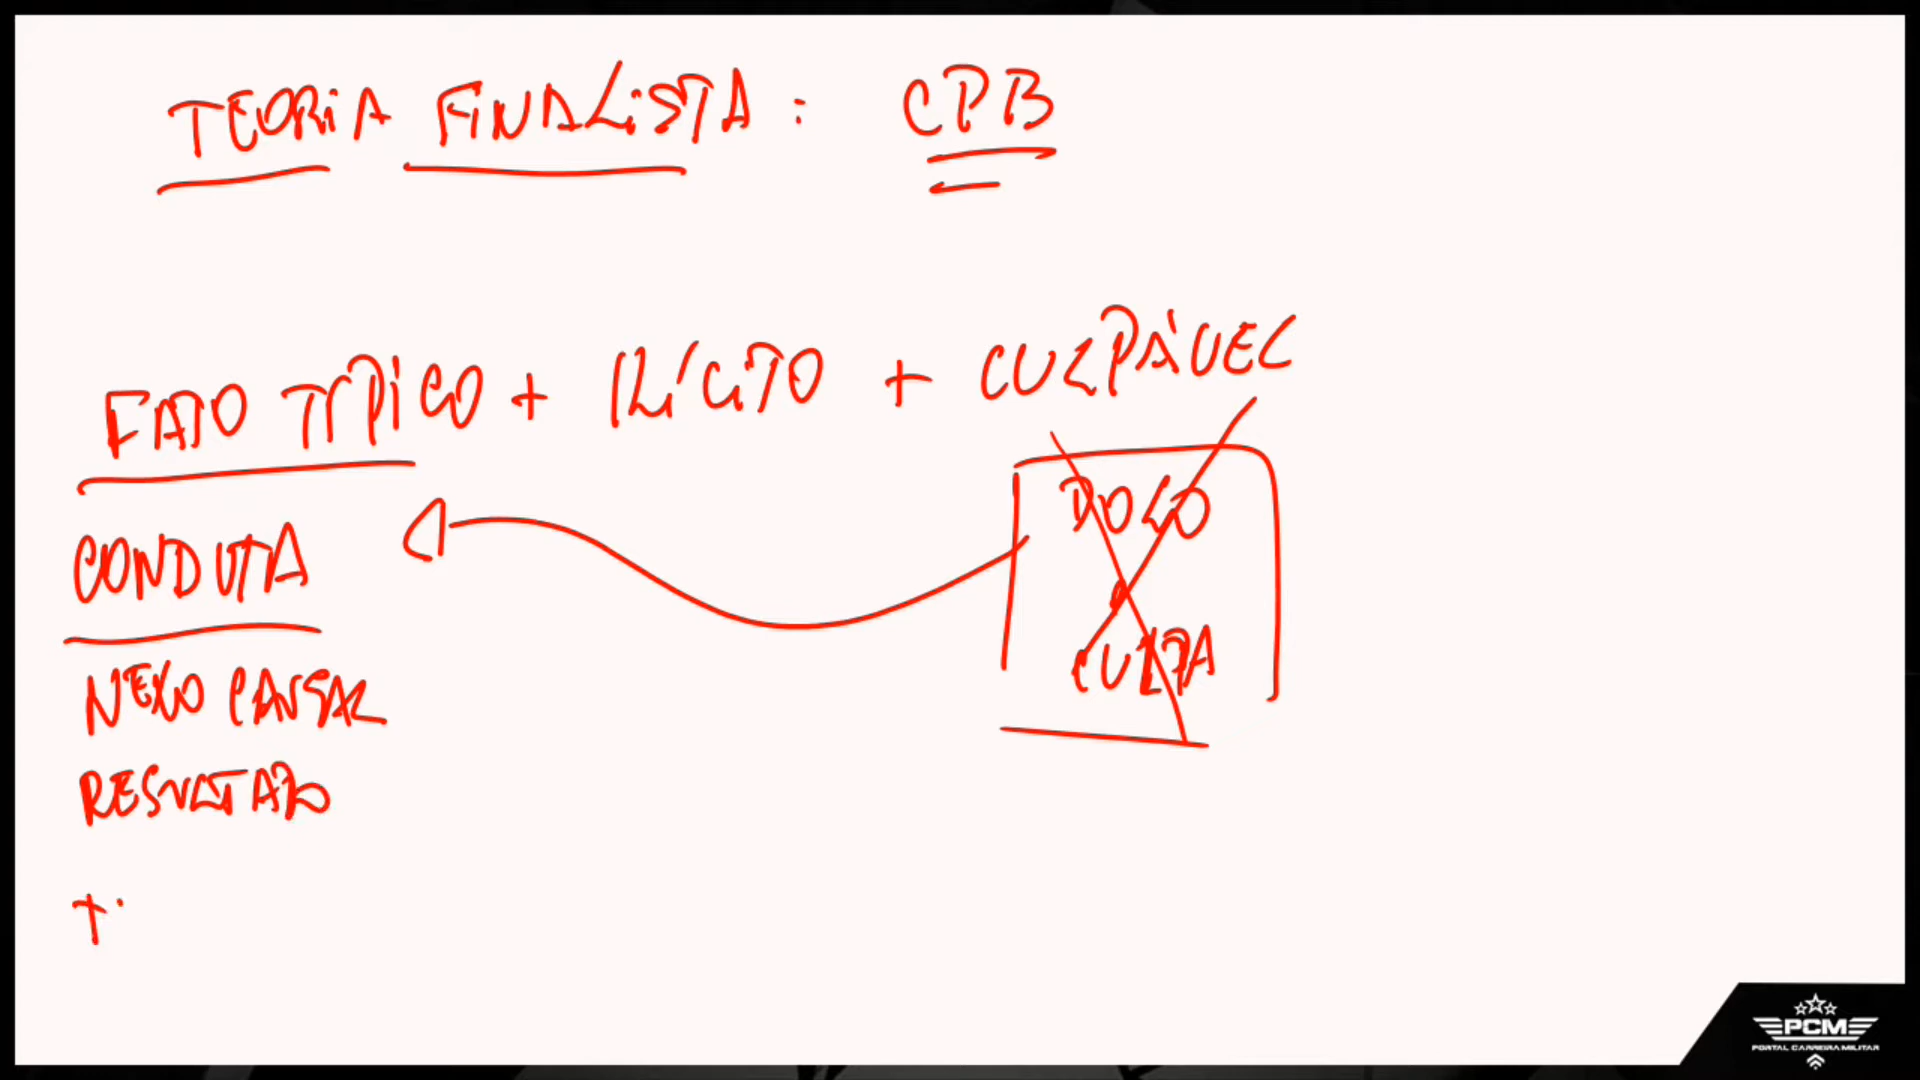 TEORIA FINALISTA: CPB
FATO TÍPICO + ILÍCITO + CULPÁVEL
DOLO
CONDUTA
CULPA
NEXO CAUSAL
RESULTADO
PCM
PORTAL CARREIRA MILITAR